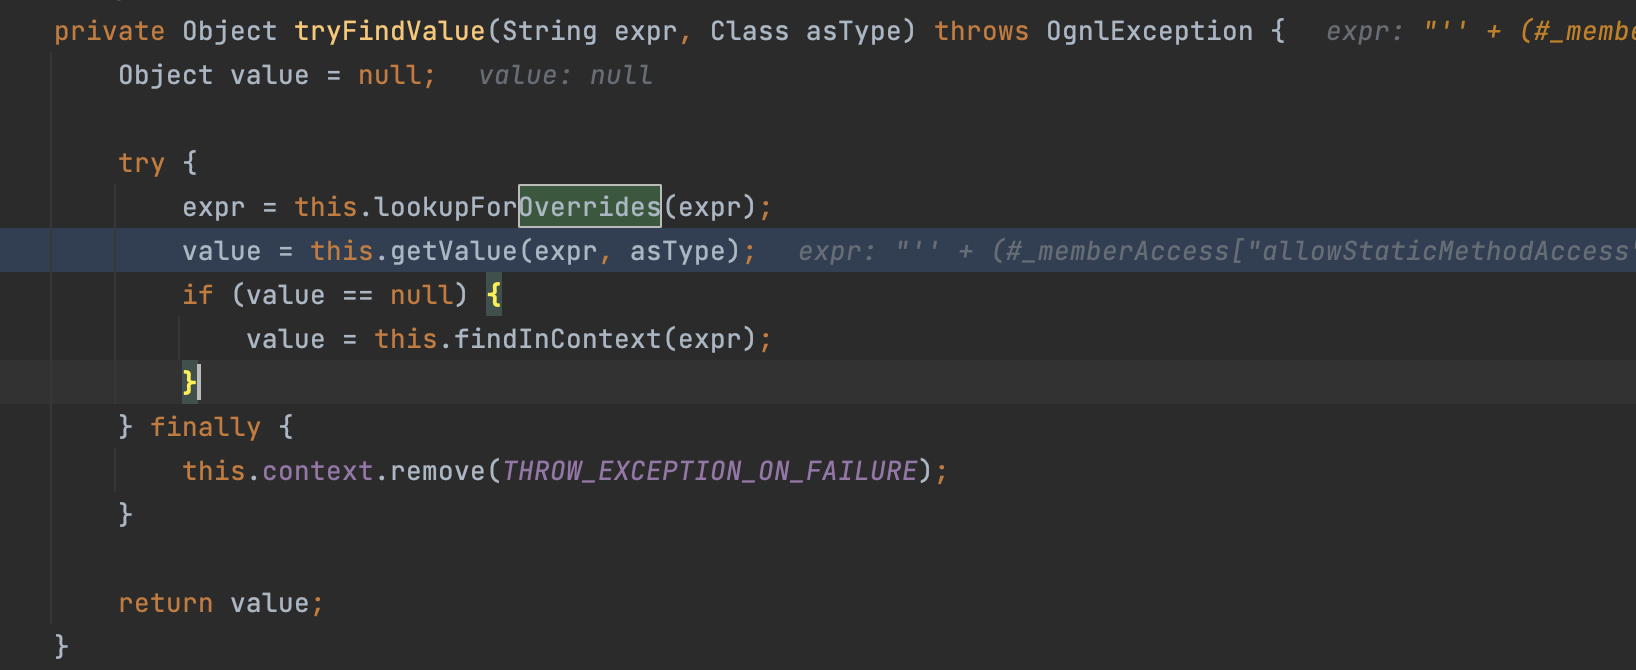 private Object tryFindValue(String expr, Class asType) throws OgnlException { expr: "'' + (#_membe
Object value = null; value: null
try {
expr = this.lookupForOverrides(expr);
value = this.getValue(expr, asType); expr: "'' + (#_memberAccess["allowStaticMethodAccess"
if (value == null) {
value = this.findInContext(expr);
}
} finally {
this.context.remove(THROW_EXCEPTION_ON_FAILURE);
}
return value;
}